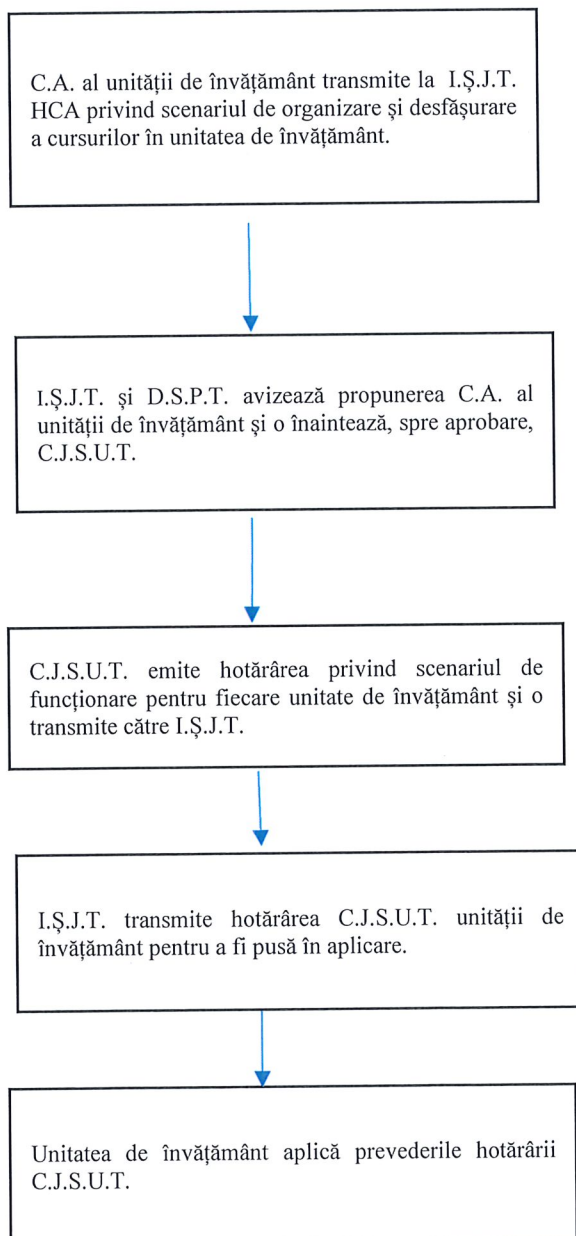 C.A. al unității de învățământ transmite la I.Ș.J.T.
HCA privind scenariul de organizare și desfășurare
a cursurilor în unitatea de învățământ.
I.Ș.J.T. și D.S.P.T. avizează propunerea C.A. al
unității de învățământ și o înaintează, spre aprobare,
C.J.S.U.T.
C.J.S.U.T. emite hotărârea privind scenariul de
funcționare pentru fiecare unitate de învățământ și o
transmite către I.Ș.J.T.
I.Ș.J.T. transmite hotărârea C.J.S.U.T. unității de
învățământ pentru a fi pusă în aplicare.
Unitatea de învățământ aplică prevederile hotărârii
C.J.S.U.T.